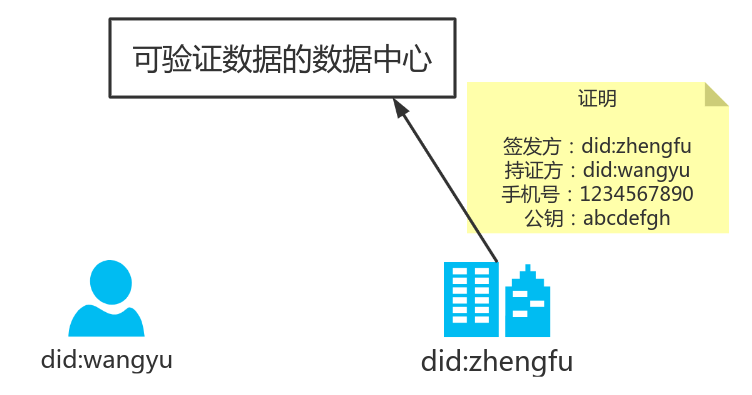 可验证数据的数据中心
证明
签发方：did:zhengfu
持证方：did:wangyu
手机号：1234567890
公钥：abcdefgh
did:wangyu
did:zhengfu